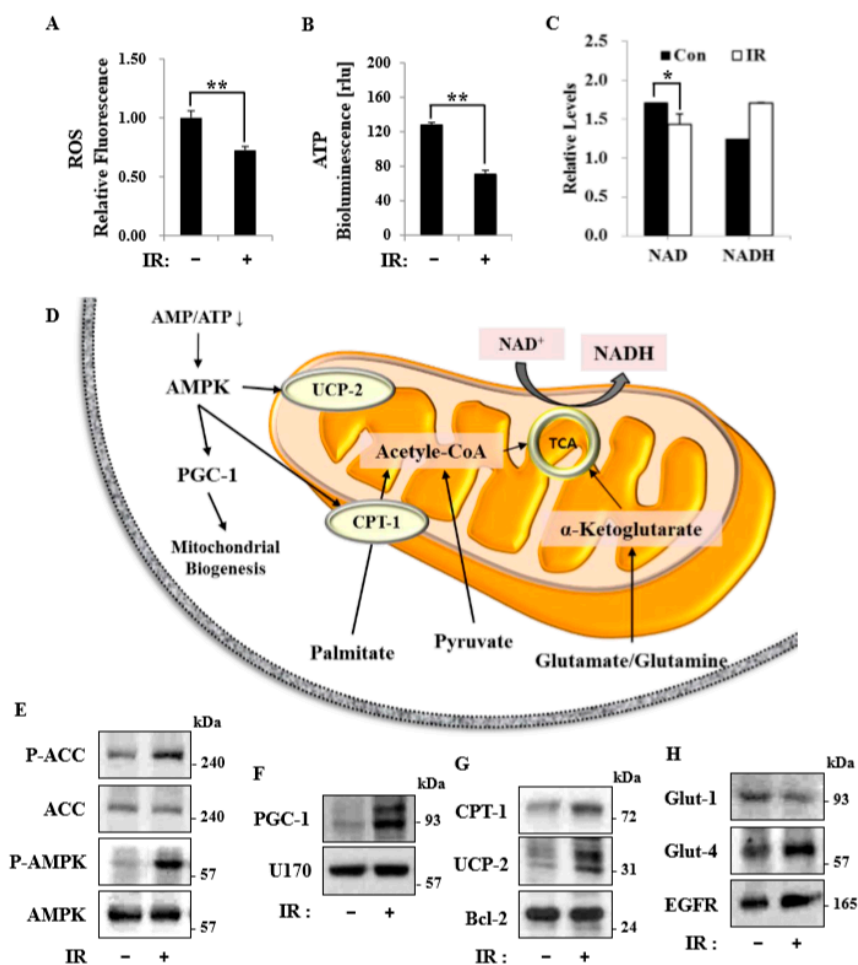 A
ROS
Relative Fluorescence
1.50
1.00
0.50
0.00
**
IR: − +
B
ATP
Bioluminescence [rlu]
200
160
120
80
40
0
**
IR: − +
C
Relative Levels
2.5
2.0
1.5
1.0
0.5
0.0
Con IR
*
NAD NADH
D
AMP/ATP ↓
AMPK
UCP-2
NAD⁺
NADH
Acetyle-CoA
TCA
PGC-1
CPT-1
α-Ketoglutarate
Mitochondrial
Biogenesis
Palmitate
Pyruvate
Glutamate/Glutamine
E
kDa
P-ACC
240
ACC
240
P-AMPK
57
AMPK
57
IR − +
F
kDa
PGC-1
93
U170
57
IR : − +
G
kDa
CPT-1
72
UCP-2
31
Bcl-2
24
IR : − +
H
kDa
Glut-1
93
Glut-4
57
EGFR
165
IR : − +